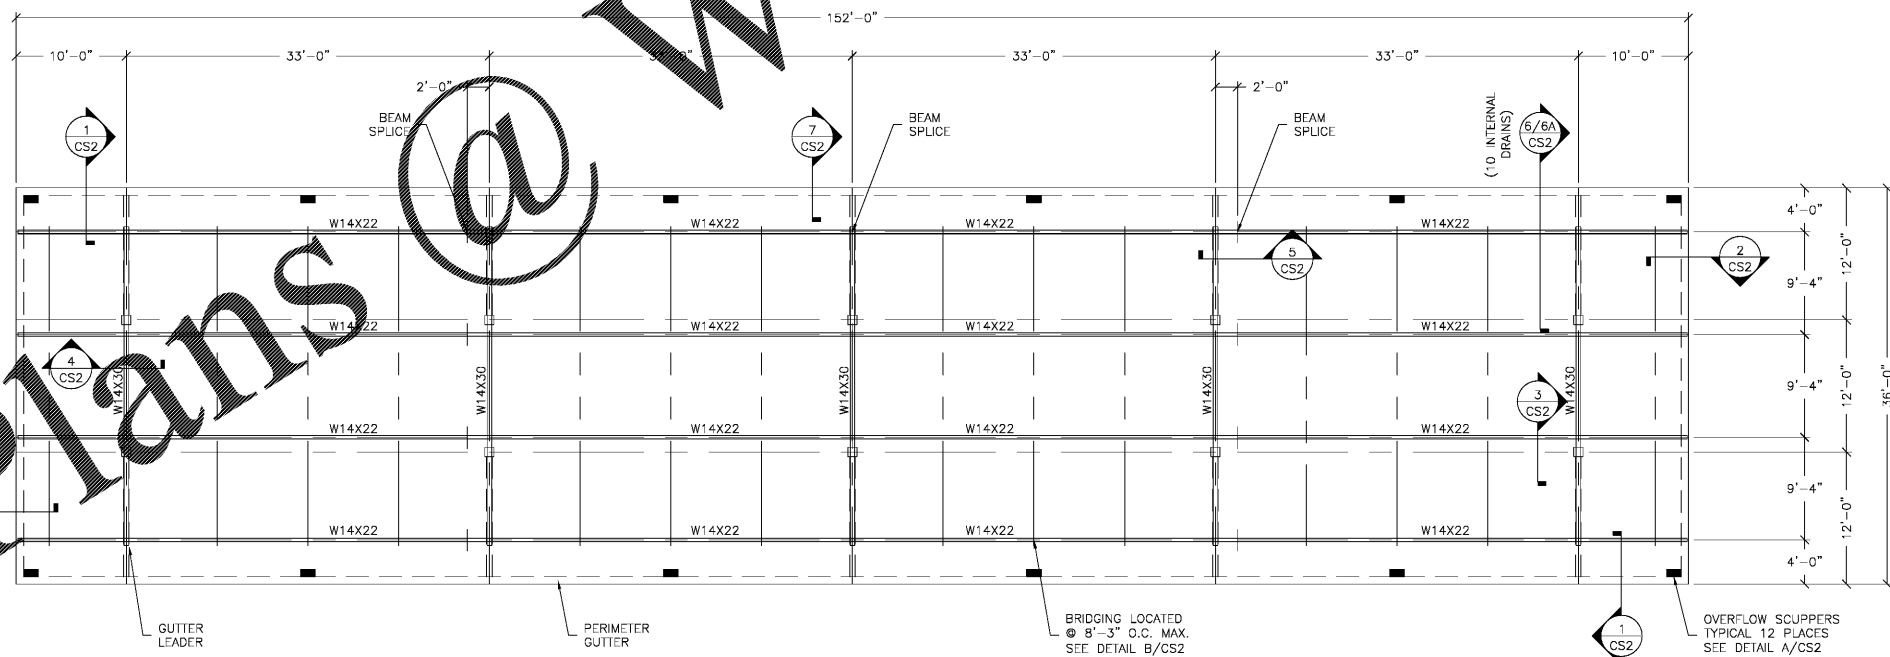 152'-0"
10'-0"
33'-0"
33'-0"
33'-0"
10'-0"
2'-0"
2'-0"
1
CS2
BEAM
SPLICE
7
CS2
BEAM
SPLICE
BEAM
SPLICE
(10 INTERNAL
DRAINS)
6/6A
CS2
W14X22
W14X22
W14X22
W14X22
4'-0"
5
CS2
2
CS2
9'-4"
12'-0"
W14X22
W14X22
W14X22
W14X22
4
CS2
W14X30
W14X30
W14X30
W14X30
W14X30
3
CS2
9'-4"
12'-0"
36'-0"
W14X22
W14X22
W14X22
W14X22
9'-4"
12'-0"
W14X22
W14X22
W14X22
W14X22
4'-0"
GUTTER
LEADER
PERIMETER
GUTTER
BRIDGING LOCATED
@ 8'-3" O.C. MAX.
SEE DETAIL B/CS2
1
CS2
OVERFLOW SCUPPERS
TYPICAL 12 PLACES
SEE DETAIL A/CS2
Plans @ W